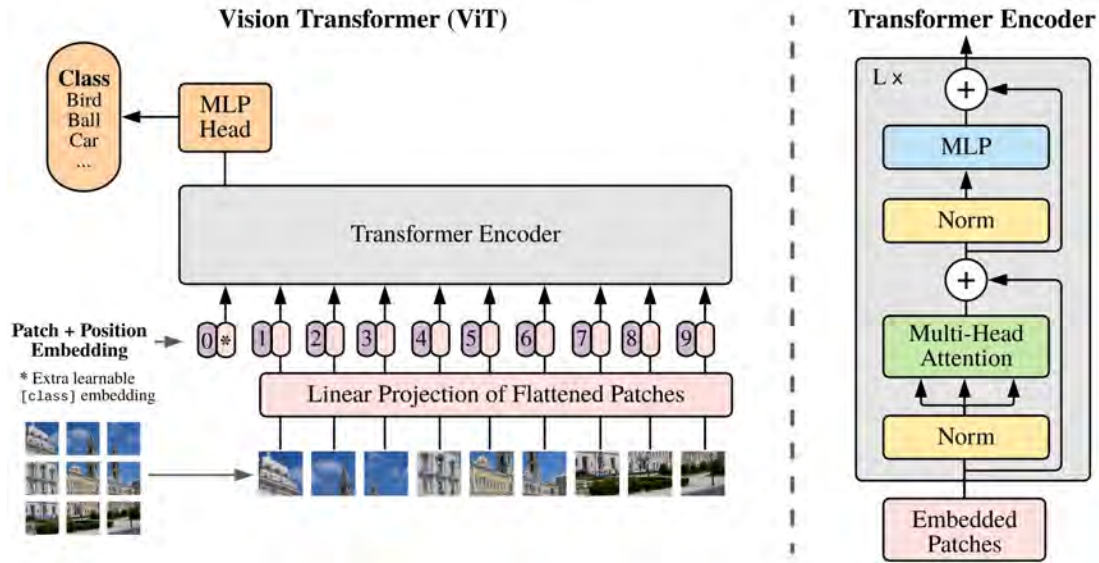 Vision Transformer (ViT)
Class
Bird
Ball
Car
...
MLP
Head
Transformer Encoder
Patch + Position
Embedding
0 * 1 2 3 4 5 6 7 8 9
* Extra learnable
[class] embedding
Linear Projection of Flattened Patches
Transformer Encoder
L x
+
MLP
Norm
+
Multi-Head
Attention
Norm
Embedded
Patches